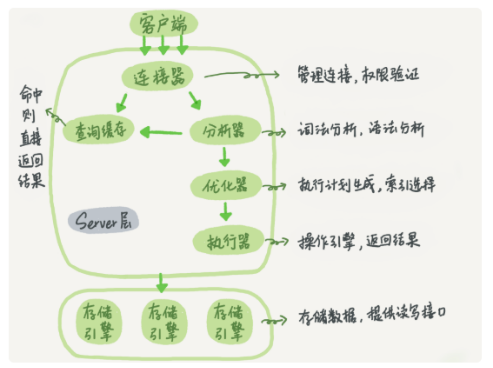 客户端
连接器
管理连接,权限验证
命中
则
直接
返回
结果
查询缓存
分析器
词法分析,语法分析
优化器
执行计划生成,索引选择
Server层
执行器
操作引擎,返回结果
存储
引擎
存储
引擎
存储
引擎
存储数据,提供读写接口